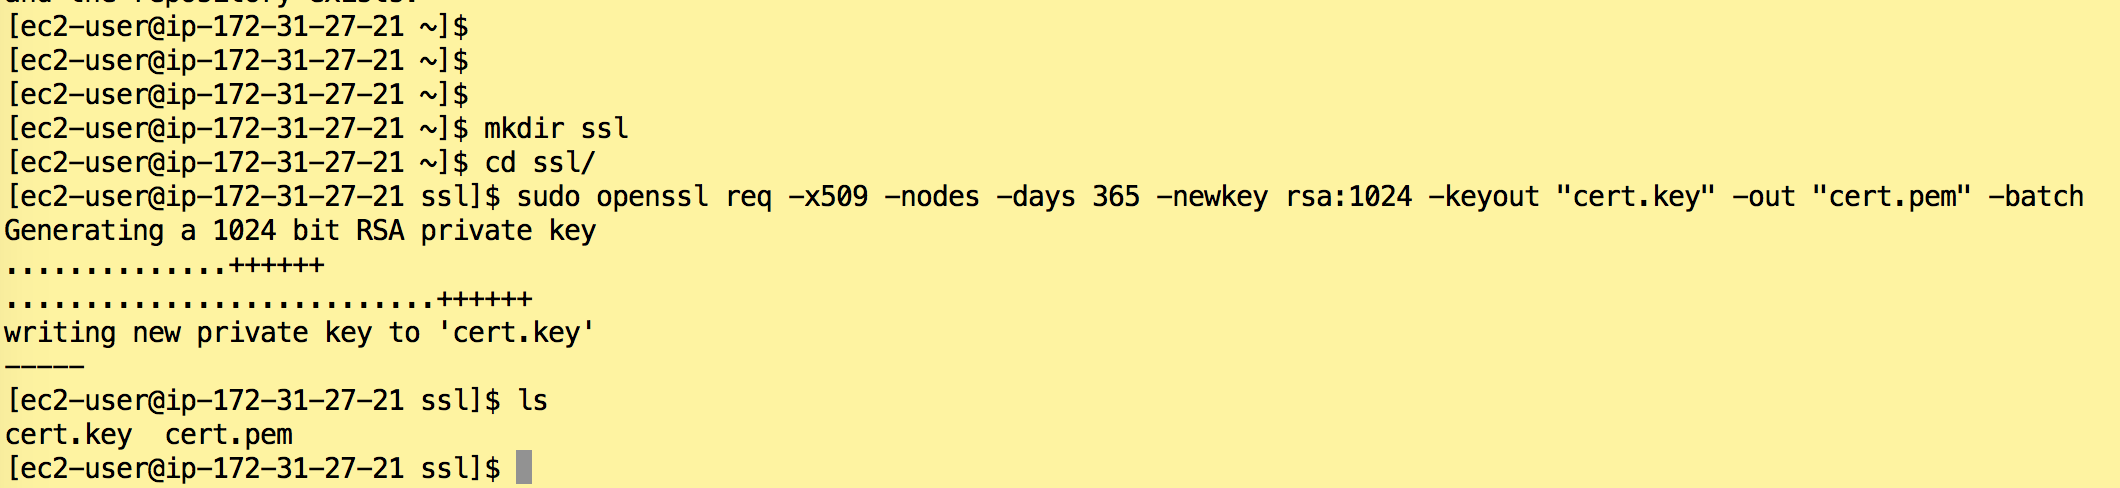 and the repository exists.
[ec2-user@ip-172-31-27-21 ~]$
[ec2-user@ip-172-31-27-21 ~]$
[ec2-user@ip-172-31-27-21 ~]$
[ec2-user@ip-172-31-27-21 ~]$ mkdir ssl
[ec2-user@ip-172-31-27-21 ~]$ cd ssl/
[ec2-user@ip-172-31-27-21 ssl]$ sudo openssl req -x509 -nodes -days 365 -newkey rsa:1024 -keyout "cert.key" -out "cert.pem" -batch
Generating a 1024 bit RSA private key
..............++++++
...........................++++++
writing new private key to 'cert.key'
-----
[ec2-user@ip-172-31-27-21 ssl]$ ls
cert.key  cert.pem
[ec2-user@ip-172-31-27-21 ssl]$